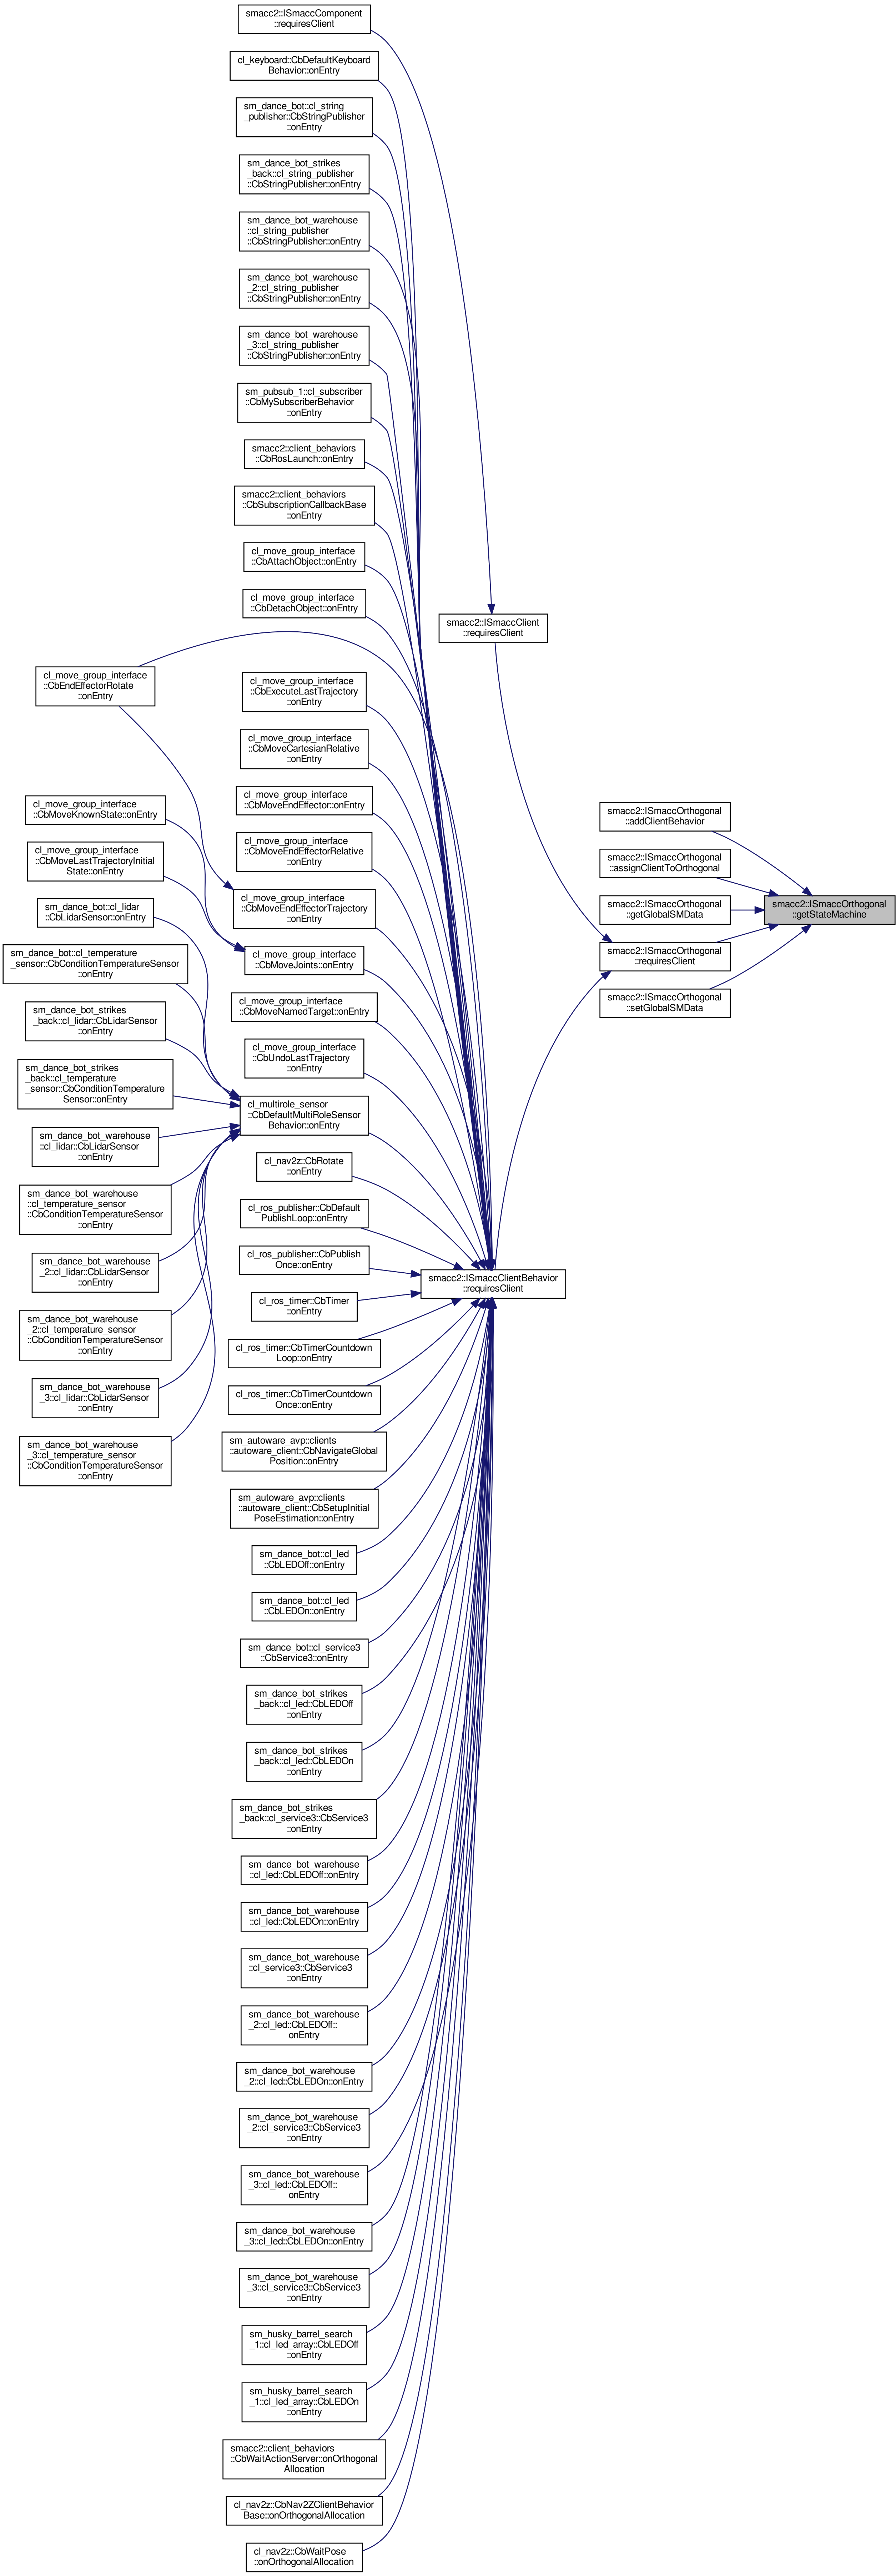 smacc2::ISmaccComponent
::requiresClient
cl_keyboard::CbDefaultKeyboard
Behavior::onEntry
sm_dance_bot::cl_string
_publisher::CbStringPublisher
::onEntry
sm_dance_bot_strikes
_back::cl_string_publisher
::CbStringPublisher::onEntry
sm_dance_bot_warehouse
::cl_string_publisher
::CbStringPublisher::onEntry
sm_dance_bot_warehouse
_2::cl_string_publisher
::CbStringPublisher::onEntry
sm_dance_bot_warehouse
_3::cl_string_publisher
::CbStringPublisher::onEntry
sm_pubsub_1::cl_subscriber
::CbMySubscriberBehavior
::onEntry
smacc2::client_behaviors
::CbRosLaunch::onEntry
smacc2::client_behaviors
::CbSubscriptionCallbackBase
::onEntry
cl_move_group_interface
::CbAttachObject::onEntry
cl_move_group_interface
::CbDetachObject::onEntry
smacc2::ISmaccClient
::requiresClient
cl_move_group_interface
::CbEndEffectorRotate
::onEntry
cl_move_group_interface
::CbExecuteLastTrajectory
::onEntry
cl_move_group_interface
::CbMoveCartesianRelative
::onEntry
cl_move_group_interface
::CbMoveEndEffector::onEntry
cl_move_group_interface
::CbMoveKnownState::onEntry
smacc2::ISmaccOrthogonal
::addClientBehavior
cl_move_group_interface
::CbMoveEndEffectorRelative
::onEntry
cl_move_group_interface
::CbMoveLastTrajectoryInitial
State::onEntry
smacc2::ISmaccOrthogonal
::assignClientToOrthogonal
cl_move_group_interface
::CbMoveEndEffectorTrajectory
::onEntry
sm_dance_bot::cl_lidar
::CbLidarSensor::onEntry
smacc2::ISmaccOrthogonal
::getGlobalSMData
smacc2::ISmaccOrthogonal
::getStateMachine
cl_move_group_interface
::CbMoveJoints::onEntry
sm_dance_bot::cl_temperature
_sensor::CbConditionTemperatureSensor
::onEntry
smacc2::ISmaccOrthogonal
::requiresClient
cl_move_group_interface
::CbMoveNamedTarget::onEntry
smacc2::ISmaccOrthogonal
::setGlobalSMData
sm_dance_bot_strikes
_back::cl_lidar::CbLidarSensor
::onEntry
cl_move_group_interface
::CbUndoLastTrajectory
::onEntry
sm_dance_bot_strikes
_back::cl_temperature
_sensor::CbConditionTemperature
Sensor::onEntry
cl_multirole_sensor
::CbDefaultMultiRoleSensor
Behavior::onEntry
sm_dance_bot_warehouse
::cl_lidar::CbLidarSensor
::onEntry
cl_nav2z::CbRotate
::onEntry
sm_dance_bot_warehouse
::cl_temperature_sensor
::CbConditionTemperatureSensor
::onEntry
cl_ros_publisher::CbDefault
PublishLoop::onEntry
cl_ros_publisher::CbPublish
Once::onEntry
sm_dance_bot_warehouse
_2::cl_lidar::CbLidarSensor
::onEntry
smacc2::ISmaccClientBehavior
::requiresClient
cl_ros_timer::CbTimer
::onEntry
sm_dance_bot_warehouse
_2::cl_temperature_sensor
::CbConditionTemperatureSensor
::onEntry
cl_ros_timer::CbTimerCountdown
Loop::onEntry
sm_dance_bot_warehouse
_3::cl_lidar::CbLidarSensor
::onEntry
cl_ros_timer::CbTimerCountdown
Once::onEntry
sm_dance_bot_warehouse
_3::cl_temperature_sensor
::CbConditionTemperatureSensor
::onEntry
sm_autoware_avp::clients
::autoware_client::CbNavigateGlobal
Position::onEntry
sm_autoware_avp::clients
::autoware_client::CbSetupInitial
PoseEstimation::onEntry
sm_dance_bot::cl_led
::CbLEDOff::onEntry
sm_dance_bot::cl_led
::CbLEDOn::onEntry
sm_dance_bot::cl_service3
::CbService3::onEntry
sm_dance_bot_strikes
_back::cl_led::CbLEDOff
::onEntry
sm_dance_bot_strikes
_back::cl_led::CbLEDOn
::onEntry
sm_dance_bot_strikes
_back::cl_service3::CbService3
::onEntry
sm_dance_bot_warehouse
::cl_led::CbLEDOff::onEntry
sm_dance_bot_warehouse
::cl_led::CbLEDOn::onEntry
sm_dance_bot_warehouse
::cl_service3::CbService3
::onEntry
sm_dance_bot_warehouse
_2::cl_led::CbLEDOff::
onEntry
sm_dance_bot_warehouse
_2::cl_led::CbLEDOn::onEntry
sm_dance_bot_warehouse
_2::cl_service3::CbService3
::onEntry
sm_dance_bot_warehouse
_3::cl_led::CbLEDOff::
onEntry
sm_dance_bot_warehouse
_3::cl_led::CbLEDOn::onEntry
sm_dance_bot_warehouse
_3::cl_service3::CbService3
::onEntry
sm_husky_barrel_search
_1::cl_led_array::CbLEDOff
::onEntry
sm_husky_barrel_search
_1::cl_led_array::CbLEDOn
::onEntry
smacc2::client_behaviors
::CbWaitActionServer::onOrthogonal
Allocation
cl_nav2z::CbNav2ZClientBehavior
Base::onOrthogonalAllocation
cl_nav2z::CbWaitPose
::onOrthogonalAllocation